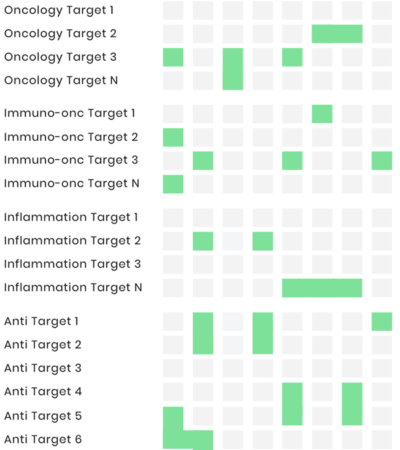 Oncology Target 1
Oncology Target 2
Oncology Target 3
Oncology Target N
Immuno-onc Target 1
Immuno-onc Target 2
Immuno-onc Target 3
Immuno-onc Target N
Inflammation Target 1
Inflammation Target 2
Inflammation Target 3
Inflammation Target N
Anti Target 1
Anti Target 2
Anti Target 3
Anti Target 4
Anti Target 5
Anti Target 6